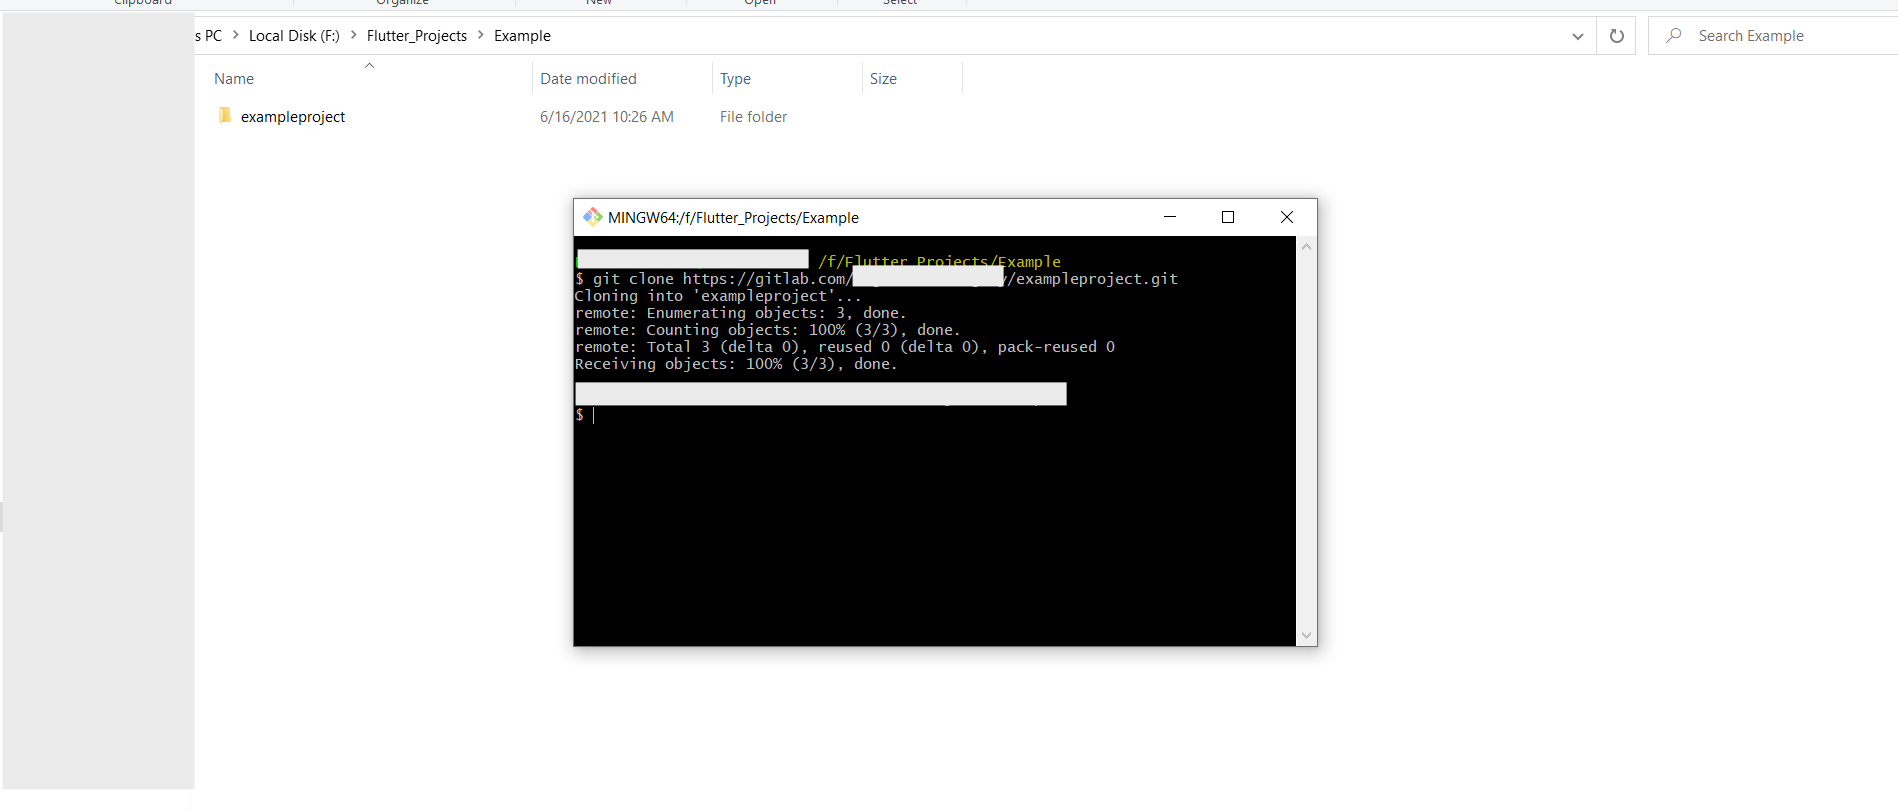 Clipboard Organize New Open Select
s PC > Local Disk (F:) > Flutter_Projects > Example
Search Example
Name Date modified Type Size
exampleproject 6/16/2021 10:26 AM File folder
MINGW64:/f/Flutter_Projects/Example
/f/Flutter_Projects/Example
$ git clone https://gitlab.com/ /exampleproject.git
Cloning into 'exampleproject'...
remote: Enumerating objects: 3, done.
remote: Counting objects: 100% (3/3), done.
remote: Total 3 (delta 0), reused 0 (delta 0), pack-reused 0
Receiving objects: 100% (3/3), done.
$